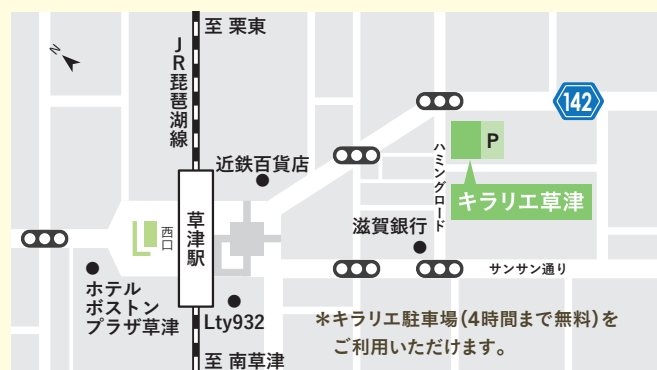 至 栗東
N
JR琵琶湖線
142
P
ハミングロード
近鉄百貨店
キラリエ草津
草津駅
西口
滋賀銀行
サンサン通り
ホテル
ボストン
プラザ草津
Lty932
*キラリエ駐車場(4時間まで無料)を
ご利用いただけます。
至 南草津